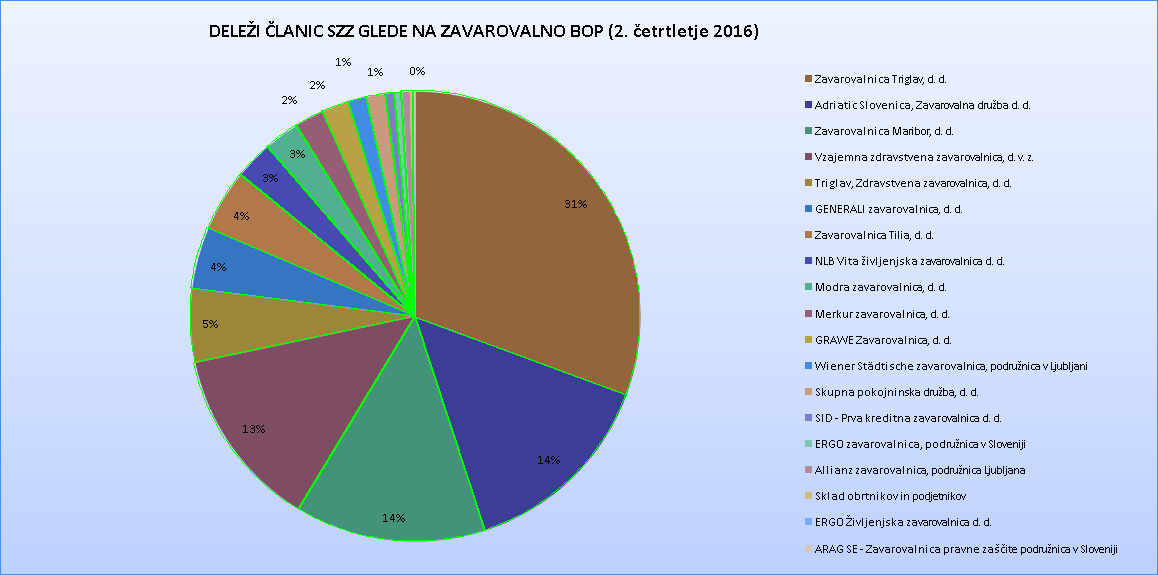 DELEŽI ČLANIC SZZ GLEDE NA ZAVAROVALNO BOP (2. četrtletje 2016)
31%
14%
14%
13%
5%
4%
4%
3%
3%
2%
2%
1%
1%
0%
Zavarovalnica Triglav, d. d.
Adriatic Slovenica, Zavarovalna družba d. d.
Zavarovalnica Maribor, d. d.
Vzajemna zdravstvena zavarovalnica, d. v. z.
Triglav, Zdravstvena zavarovalnica, d. d.
GENERALI zavarovalnica, d. d.
Zavarovalnica Tilia, d. d.
NLB Vita življenjska zavarovalnica d. d.
Modra zavarovalnica, d. d.
Merkur zavarovalnica, d. d.
GRAWE Zavarovalnica, d. d.
Wiener Städtische zavarovalnica, podružnica v Ljubljani
Skupna pokojninska družba, d. d.
SID - Prva kreditna zavarovalnica d. d.
ERGO zavarovalnica, podružnica v Sloveniji
Allianz zavarovalnica, podružnica Ljubljana
Sklad obrtnikov in podjetnikov
ERGO Življenjska zavarovalnica d. d.
ARAG SE - Zavarovalnica pravne zaščite podružnica v Sloveniji